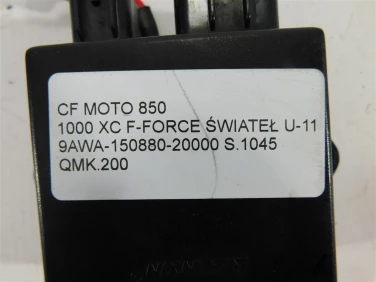 CF MOTO 850
1000 XC F-FORCE ŚWIATEŁ U-11
9AWA-150880-20000 S.1045
QMK.200